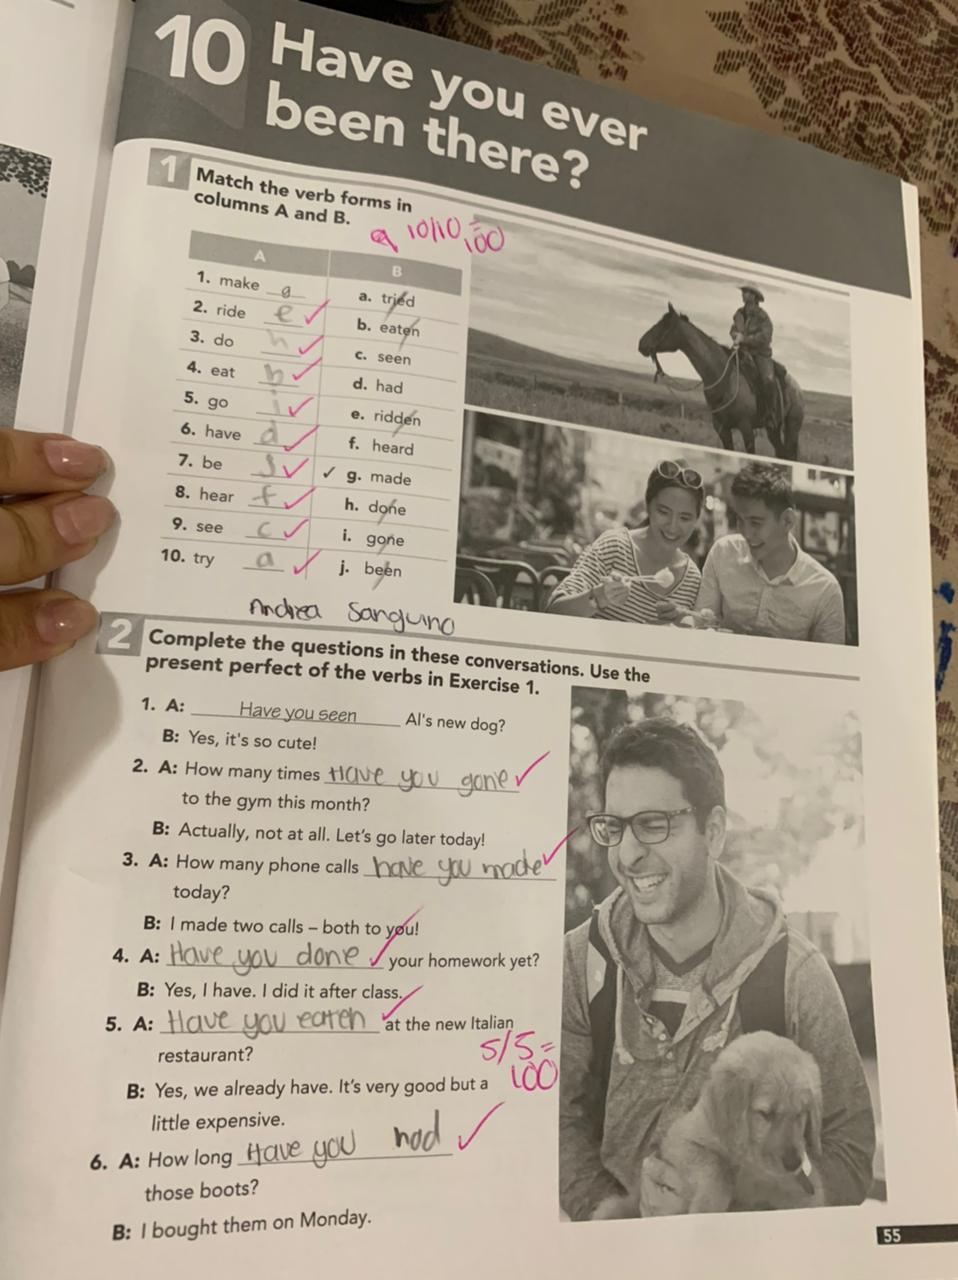 10 Have you ever
been there?
1 Match the verb forms in
columns A and B.
9 10/10 = 100
A B
1. make g a. tried
2. ride e ✓ b. eaten
3. do h ✓ c. seen
4. eat b ✓ d. had
5. go i ✓ e. ridden
6. have d ✓ f. heard
7. be j ✓ ✓ g. made
8. hear f ✓ h. done
9. see c ✓ i. gone
10. try a ✓ j. been
Andrea Sanguino
2 Complete the questions in these conversations. Use the
present perfect of the verbs in Exercise 1.
1. A: Have you seen Al's new dog?
B: Yes, it's so cute!
2. A: How many times Have you gone ✓
to the gym this month?
B: Actually, not at all. Let's go later today!
3. A: How many phone calls have you made ✓
today?
B: I made two calls – both to you!
4. A: Have you done ✓ your homework yet?
B: Yes, I have. I did it after class.
5. A: Have you eaten ✓ at the new Italian
restaurant?
5/5 = 100
B: Yes, we already have. It's very good but a
little expensive.
6. A: How long Have you had ✓
those boots?
B: I bought them on Monday.
55